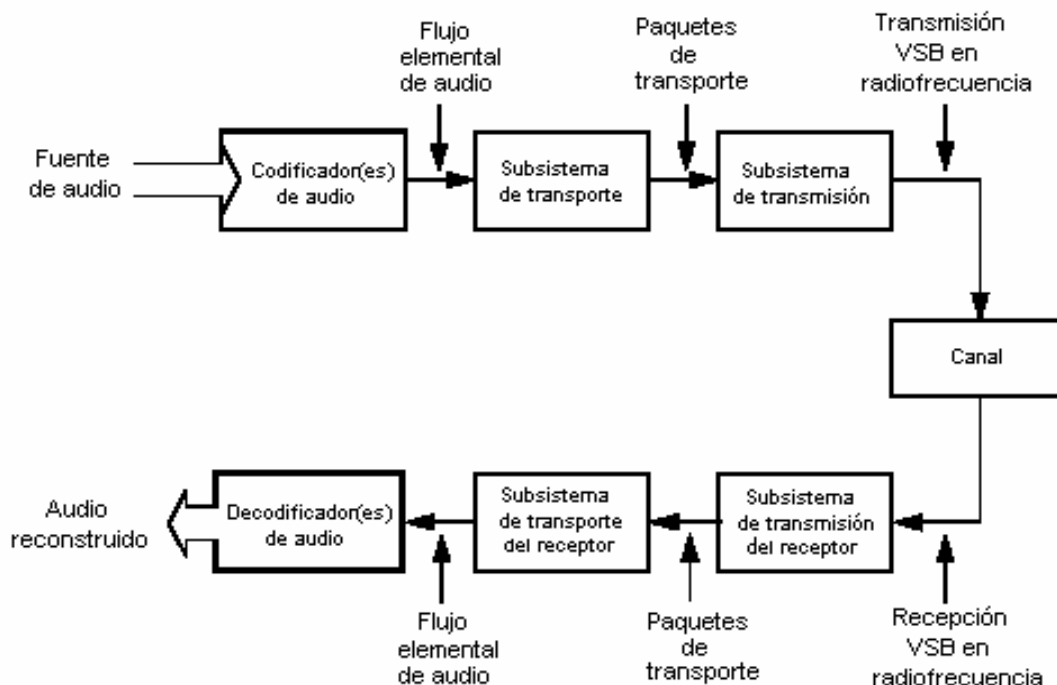 Flujo
elemental
de audio
Paquetes
de
transporte
Transmisión
VSB en
radiofrecuencia
Fuente
de audio
Codificador(es)
de audio
Subsistema
de transporte
Subsistema
de transmisión
Canal
Audio
reconstruido
Decodificador(es)
de audio
Subsistema
de transporte
del receptor
Subsistema
de transmisión
del receptor
Flujo
elemental
de audio
Paquetes
de
transporte
Recepción
VSB en
radiofrecuencia